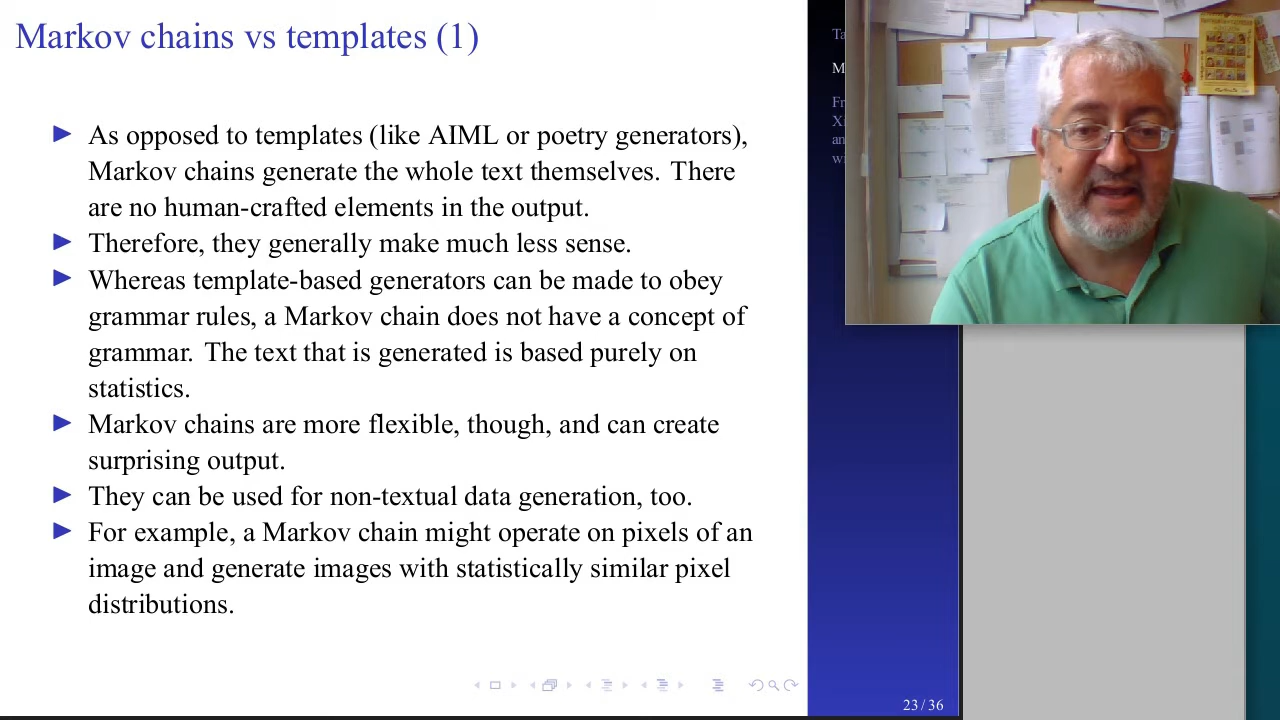 Markov chains vs templates (1)
As opposed to templates (like AIML or poetry generators),
Markov chains generate the whole text themselves. There
are no human-crafted elements in the output.
Therefore, they generally make much less sense.
Whereas template-based generators can be made to obey
grammar rules, a Markov chain does not have a concept of
grammar. The text that is generated is based purely on
statistics.
Markov chains are more flexible, though, and can create
surprising output.
They can be used for non-textual data generation, too.
For example, a Markov chain might operate on pixels of an
image and generate images with statistically similar pixel
distributions.
23/36